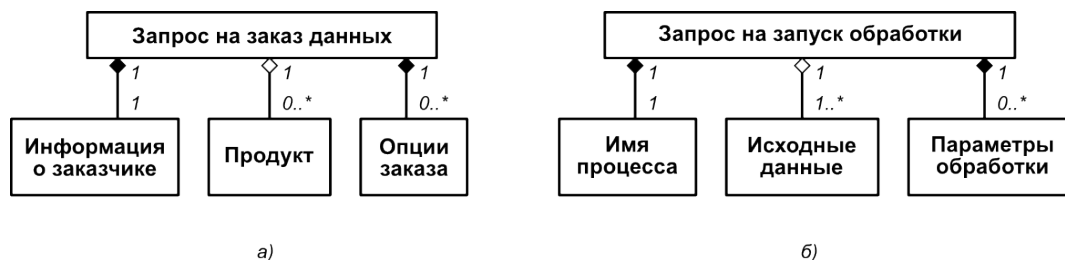 Запрос на заказ данных
1
1
1
1
0..*
0..*
Информация
о заказчике
Продукт
Опции
заказа
а)
Запрос на запуск обработки
1
1
1
1
1..*
0..*
Имя
процесса
Исходные
данные
Параметры
обработки
б)